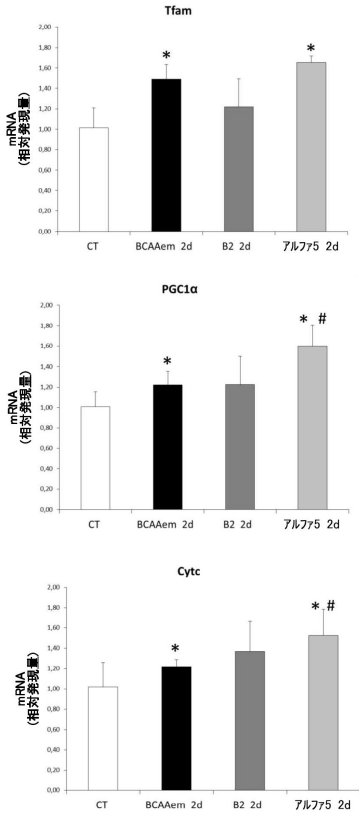 Tfam
mRNA
(相対発現量)
2,00
1,80
1,60
1,40
1,20
1,00
0,80
0,60
0,40
0,20
0,00
*
*
CT
BCAAem 2d
B2 2d
アルファ5 2d
PGC1α
mRNA
(相対発現量)
2,00
1,80
1,60
1,40
1,20
1,00
0,80
0,60
0,40
0,20
0,00
*
* #
CT
BCAAem 2d
B2 2d
アルファ5 2d
Cytc
mRNA
(相対発現量)
2,00
1,80
1,60
1,40
1,20
1,00
0,80
0,60
0,40
0,20
0,00
*
* #
CT
BCAAem 2d
B2 2d
アルファ5 2d